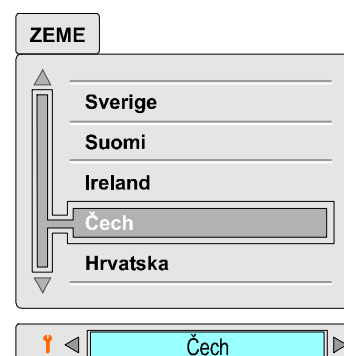 ZEME
Sverige
Suomi
Ireland
Čech
Hrvatska
Čech